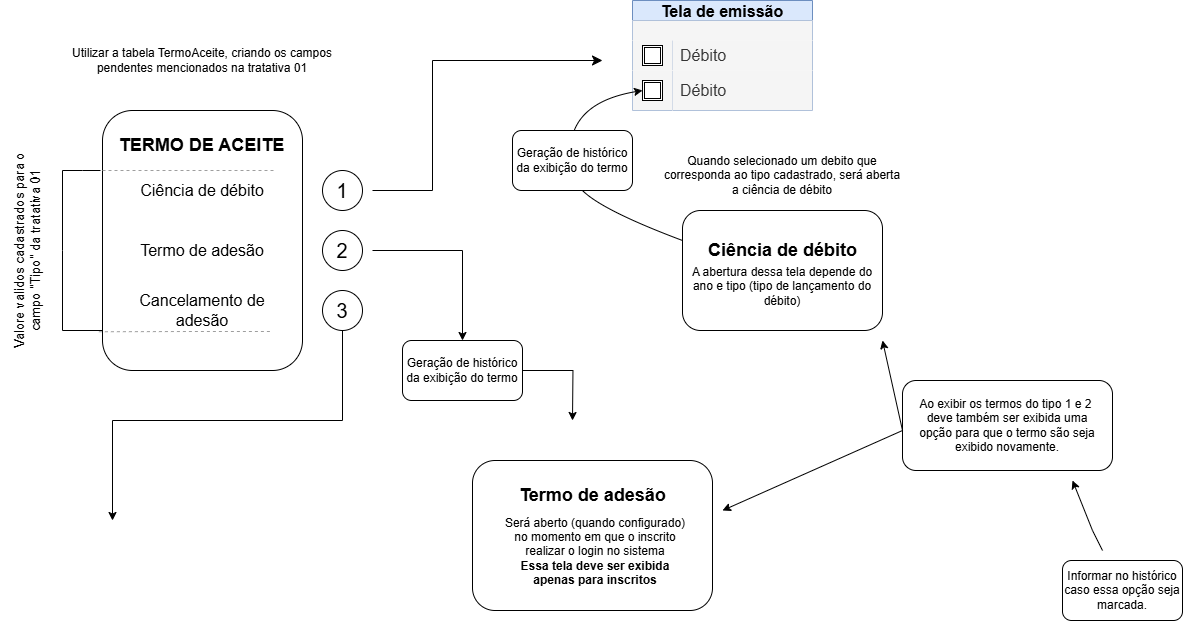 Tela de emissão
Débito
Débito
Utilizar a tabela TermoAceite, criando os campos
pendentes mencionados na tratativa 01
TERMO DE ACEITE
Ciência de débito
Termo de adesão
Cancelamento de
adesão
1
2
3
Valore validos cadastrados para o
campo "Tipo" da tratativa 01
Geração de histórico
da exibição do termo
Quando selecionado um debito que
corresponda ao tipo cadastrado, será aberta
a ciência de débito
Ciência de débito
A abertura dessa tela depende do
ano e tipo (tipo de lançamento do
débito)
Geração de histórico
da exibição do termo
Ao exibir os termos do tipo 1 e 2
deve também ser exibida uma
opção para que o termo são seja
exibido novamente.
Termo de adesão
Será aberto (quando configurado)
no momento em que o inscrito
realizar o login no sistema
Essa tela deve ser exibida
apenas para inscritos
Informar no histórico
caso essa opção seja
marcada.